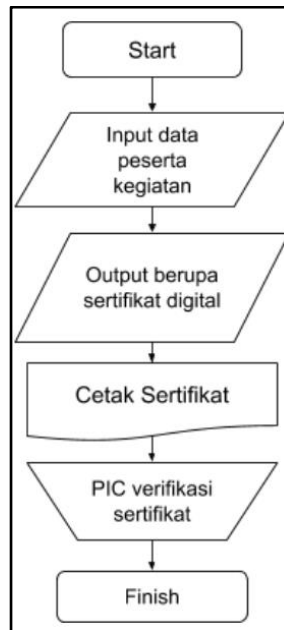 Start
Input data
peserta
kegiatan
Output berupa
sertifikat digital
Cetak Sertifikat
PIC verifikasi
sertifikat
Finish